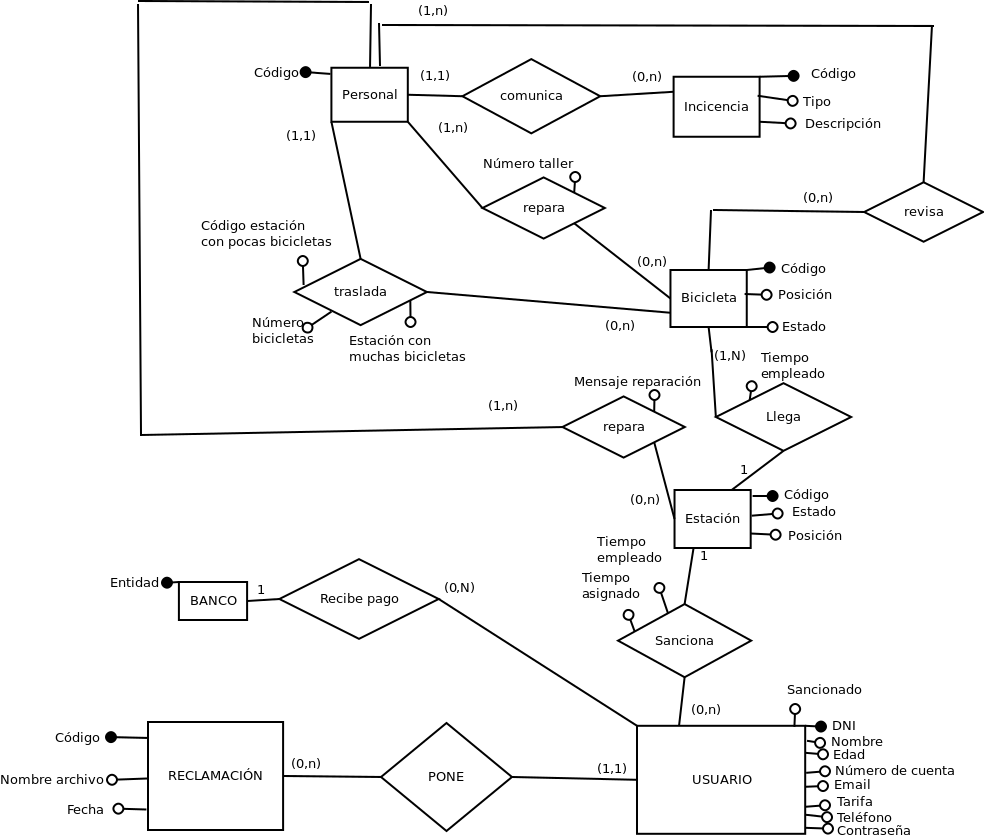 (1,n)
Código
Personal
(1,1)
comunica
(0,n)
Incicencia
Código
Tipo
Descripción
(1,1)
(1,n)
Número taller
repara
(0,n)
revisa
Código estación
con pocas bicicletas
traslada
(0,n)
Bicicleta
Código
Posición
Estado
Número
bicicletas
Estación con
muchas bicicletas
(0,n)
(1,N)
Tiempo
empleado
Mensaje reparación
(1,n)
repara
Llega
1
(0,n)
Estación
Código
Estado
Posición
Tiempo
empleado
1
Tiempo
asignado
Entidad
BANCO
1
Recibe pago
(0,N)
Sanciona
(0,n)
Sancionado
Código
Nombre archivo
Fecha
RECLAMACIÓN
(0,n)
PONE
(1,1)
USUARIO
DNI
Nombre
Edad
Número de cuenta
Email
Tarifa
Teléfono
Contraseña